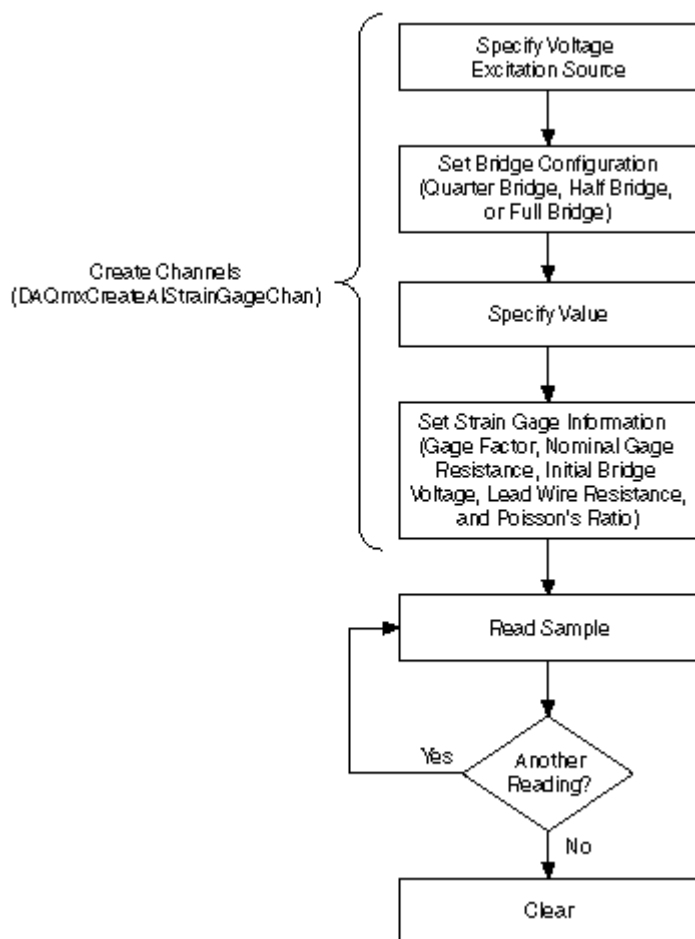 Specify Voltage
Excitation Source
Set Bridge Configuration
(Quarter Bridge, Half Bridge,
or Full Bridge)
Create Channels
(DAQmxCreateAIStrainGageChan)
Specify Value
Set Strain Gage Information
(Gage Factor, Nominal Gage
Resistance, Initial Bridge
Voltage, Lead Wire Resistance,
and Poisson's Ratio)
Read Sample
Yes
Another
Reading?
No
Clear